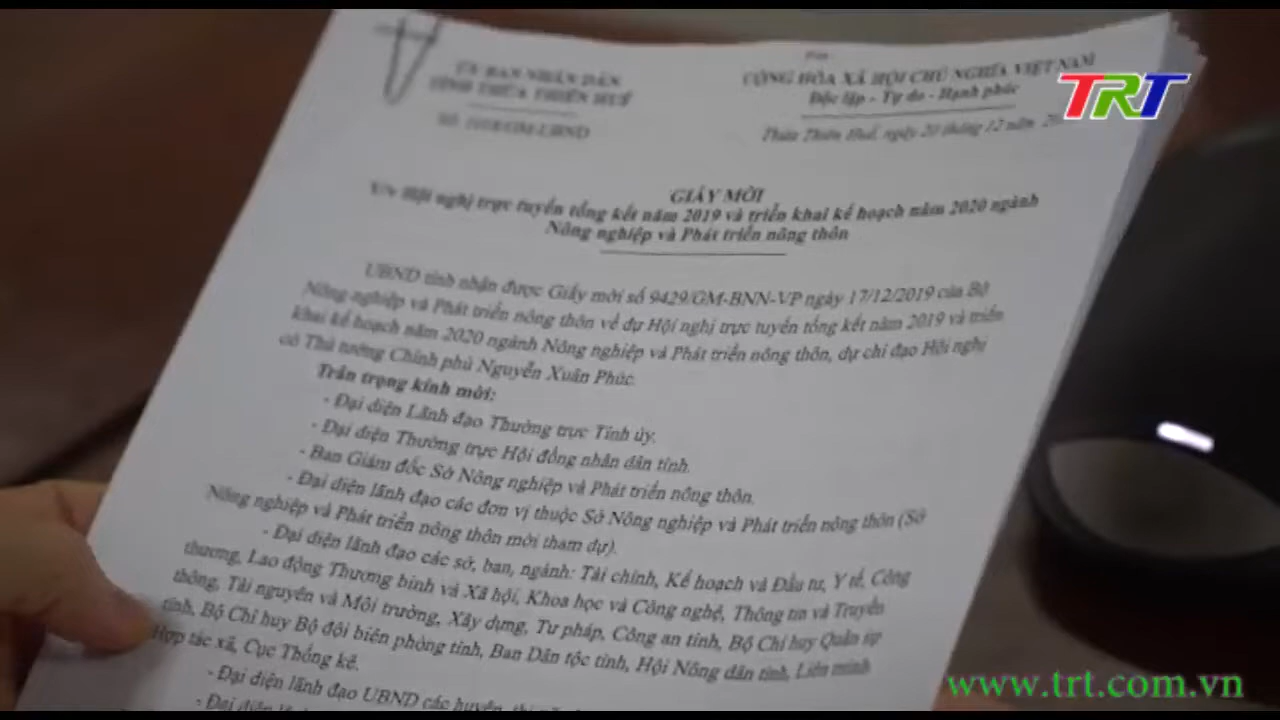 ỦY BAN NHÂN DÂN
TỈNH THỪA THIÊN HUẾ
CỘNG HÒA XÃ HỘI CHỦ NGHĨA VIỆT NAM
Độc lập - Tự do - Hạnh phúc
Thừa Thiên Huế, ngày 20 tháng 12 năm
TRT
GIẤY MỜI
V/v Hội nghị trực tuyến tổng kết năm 2019 và triển khai kế hoạch năm 2020 ngành
Nông nghiệp và Phát triển nông thôn
UBND tỉnh nhận được Giấy mời số 9429/GM-BNN-VP ngày 17/12/2019 của Bộ
Nông nghiệp và Phát triển nông thôn về dự Hội nghị trực tuyến tổng kết năm 2019 và triển
khai kế hoạch năm 2020 ngành Nông nghiệp và Phát triển nông thôn, dự chỉ đạo Hội nghị
có Thủ tướng Chính phủ Nguyễn Xuân Phúc.
Trân trọng kính mời:
- Đại diện Lãnh đạo Thường trực Tỉnh ủy.
- Đại diện Thường trực Hội đồng nhân dân tỉnh.
- Ban Giám đốc Sở Nông nghiệp và Phát triển nông thôn.
- Đại diện lãnh đạo các đơn vị thuộc Sở Nông nghiệp và Phát triển nông thôn (Sở
Nông nghiệp và Phát triển nông thôn mời tham dự).
- Đại diện lãnh đạo các sở, ban, ngành: Tài chính, Kế hoạch và Đầu tư, Y tế, Công
thương, Lao động Thương binh và Xã hội, Khoa học và Công nghệ, Thông tin và Truyền
thông, Tài nguyên và Môi trường, Xây dựng, Tư pháp, Công an tỉnh, Bộ Chỉ huy Quân sự
tỉnh, Bộ Chỉ huy Bộ đội biên phòng tỉnh, Ban Dân tộc tỉnh, Hội Nông dân tỉnh, Liên minh
Hợp tác xã, Cục Thống kê.
- Đại diện lãnh đạo UBND các huyện, thị
- Đại diện
www.trt.com.vn